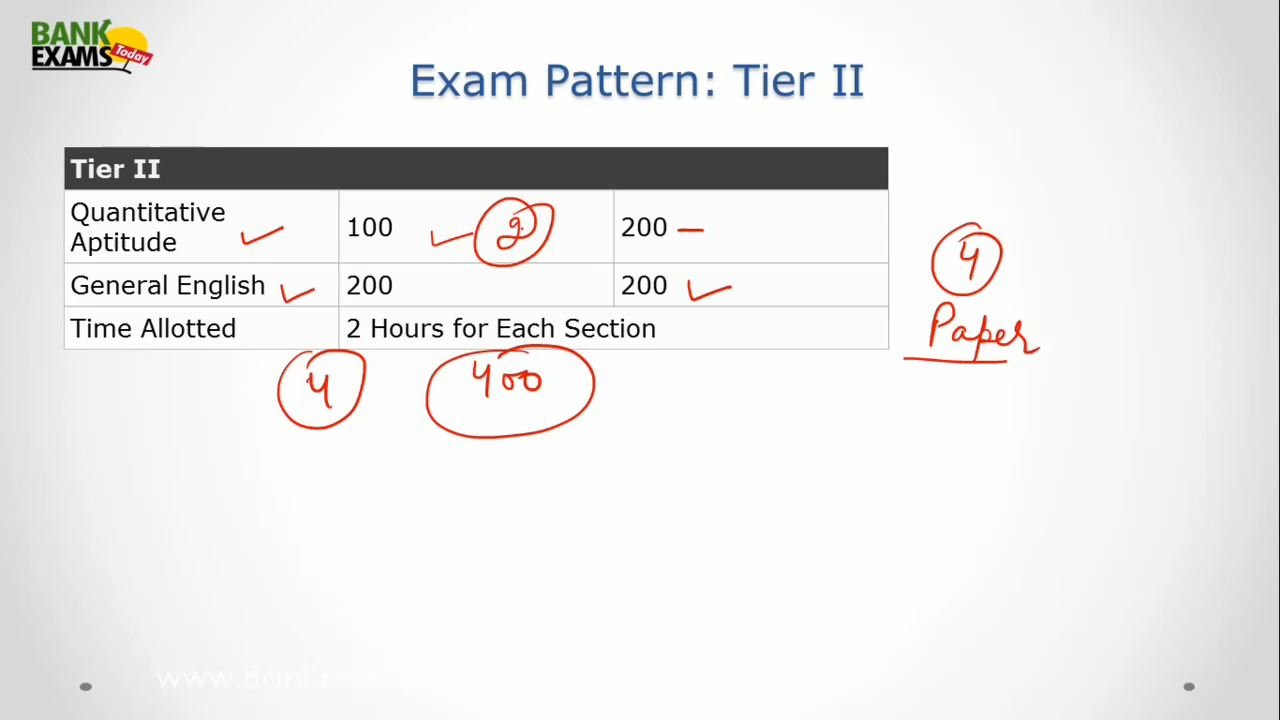 BANK
EXAMS Today
Exam Pattern: Tier II
Tier II
Quantitative Aptitude 100 2 200
General English 200 200
Time Allotted 2 Hours for Each Section
4
Paper
4 400